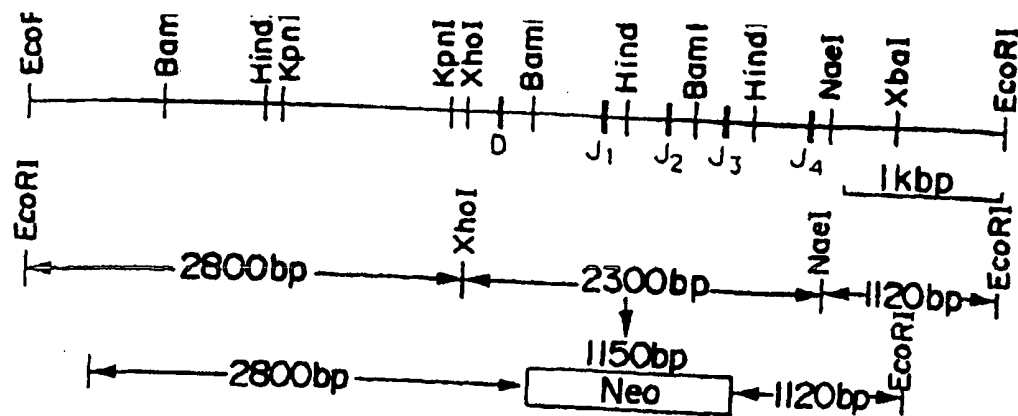 EcoF Bam Hind KpnI KpnI XhoI BamI Hind BamI HindI NaeI XbaI EcoRI
D J1 J2 J3 J4
1kbp
EcoRI XhoI NaeI EcoRI
2800bp 2300bp 1120bp
1150bp EcoRI
2800bp Neo 1120bp